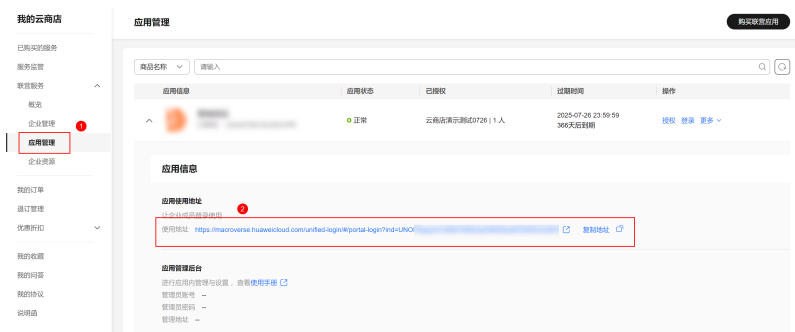 我的云商店
应用管理
购买联营应用
已购买的服务
服务监管
联营服务
概览
企业管理
1
应用管理
企业资源
我的订单
退订管理
优惠折扣
我的收藏
我的问答
我的协议
说明函
商品名称
请输入
应用信息 应用状态 已授权 过期时间 操作
正常 云商店演示测试0726 | 1 人 2025-07-26 23:59:59 授权 登录 更多
366天后到期
应用信息
应用使用地址
让企业成员登录使用
2
使用地址 https://macroverse.huaweicloud.com/unified-login/#/portal-login?ind=UNO 复制地址
应用管理后台
进行应用内管理与设置，查看使用手册
管理员账号 --
管理员密码 --
管理地址 --